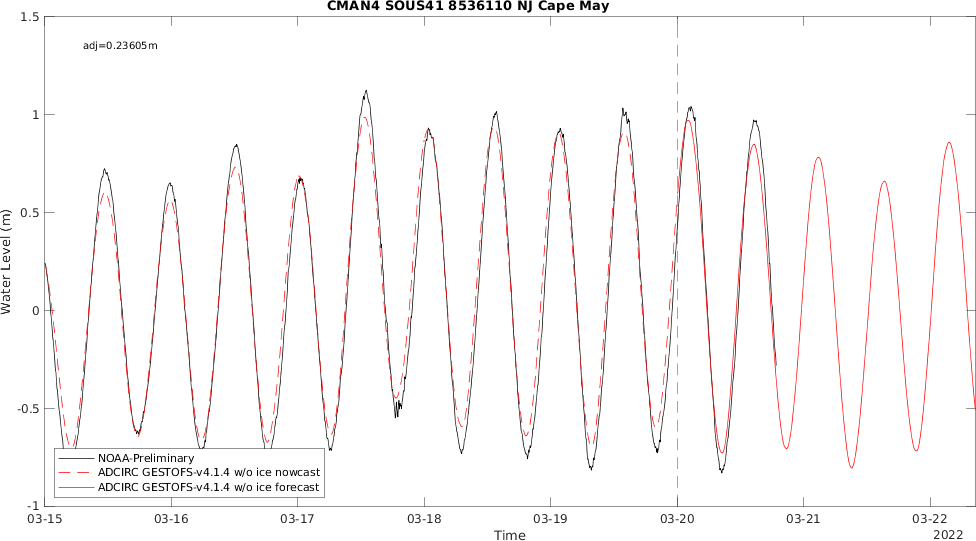 CMAN4 SOUS41 8536110 NJ Cape May
1.5
adj=0.23605m
1
0.5
0
-0.5
-1
Water Level (m)
NOAA-Preliminary
ADCIRC GESTOFS-v4.1.4 w/o ice nowcast
ADCIRC GESTOFS-v4.1.4 w/o ice forecast
03-15 03-16 03-17 03-18 03-19 03-20 03-21 03-22
Time
2022